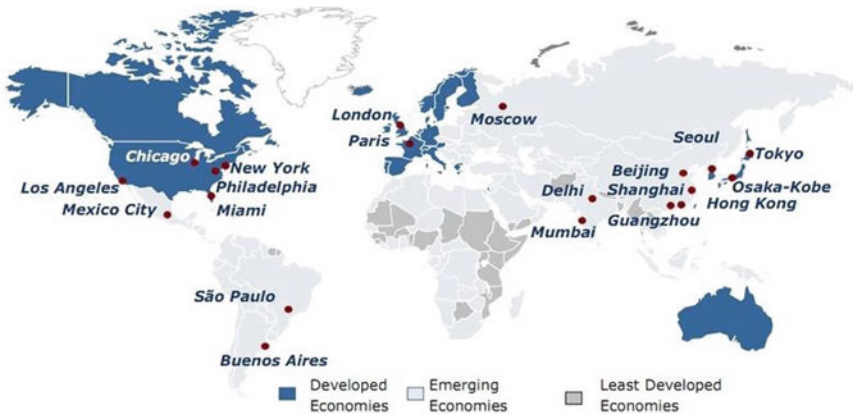 London
Moscow
Paris
Seoul
Chicago
New York
Tokyo
Beijing
Los Angeles
Philadelphia
Delhi
Shanghai
Osaka-Kobe
Mexico City
Miami
Hong Kong
Mumbai
Guangzhou
São Paulo
Buenos Aires
Developed
Economies
Emerging
Economies
Least Developed
Economies